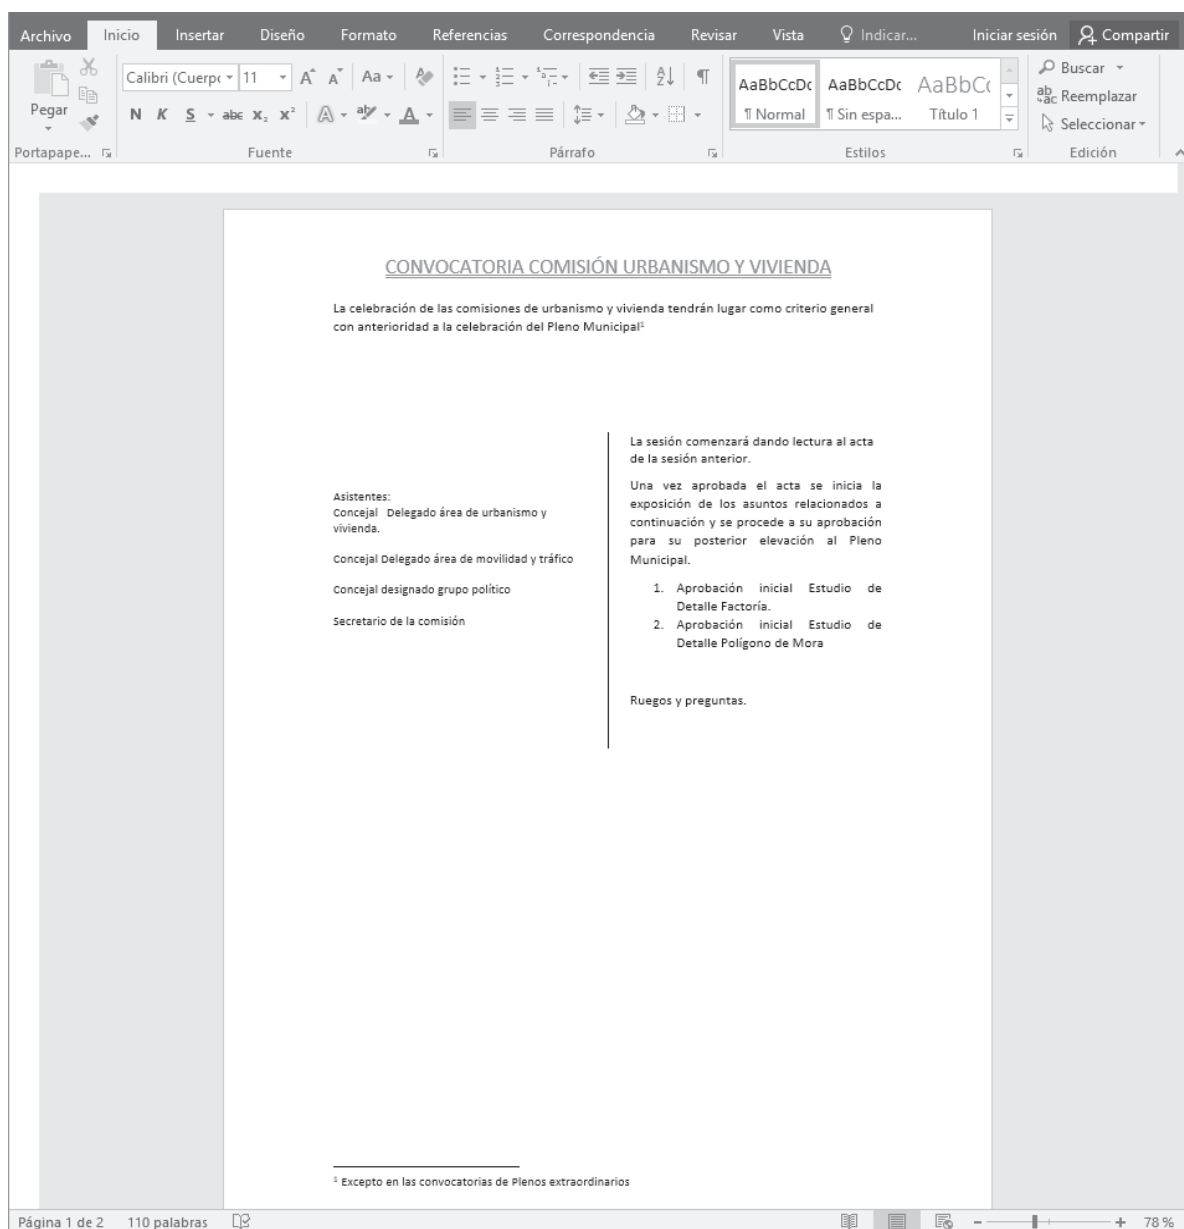 Archivo Inicio Insertar Diseño Formato Referencias Correspondencia Revisar Vista Indicar... Iniciar sesión Compartir
Pegar
Portapape...
Calibri (Cuerpo 11 A A Aa
N K S abc x₂ x²  A aby A
Fuente
Párrafo
AaBbCcDc AaBbCcDc AaBbC(
¶ Normal ¶ Sin espa... Título 1
Estilos
Buscar
Reemplazar
Seleccionar
Edición
CONVOCATORIA COMISIÓN URBANISMO Y VIVIENDA
La celebración de las comisiones de urbanismo y vivienda tendrán lugar como criterio general
con anterioridad a la celebración del Pleno Municipal¹
Asistentes:
Concejal Delegado área de urbanismo y
vivienda.
Concejal Delegado área de movilidad y tráfico
Concejal designado grupo político
Secretario de la comisión
La sesión comenzará dando lectura al acta
de la sesión anterior.
Una vez aprobada el acta se inicia la
exposición de los asuntos relacionados a
continuación y se procede a su aprobación
para su posterior elevación al Pleno
Municipal.
1. Aprobación inicial Estudio de
Detalle Factoría.
2. Aprobación inicial Estudio de
Detalle Polígono de Mora
Ruegos y preguntas.
¹ Excepto en las convocatorias de Plenos extraordinarios
Página 1 de 2 110 palabras 78 %